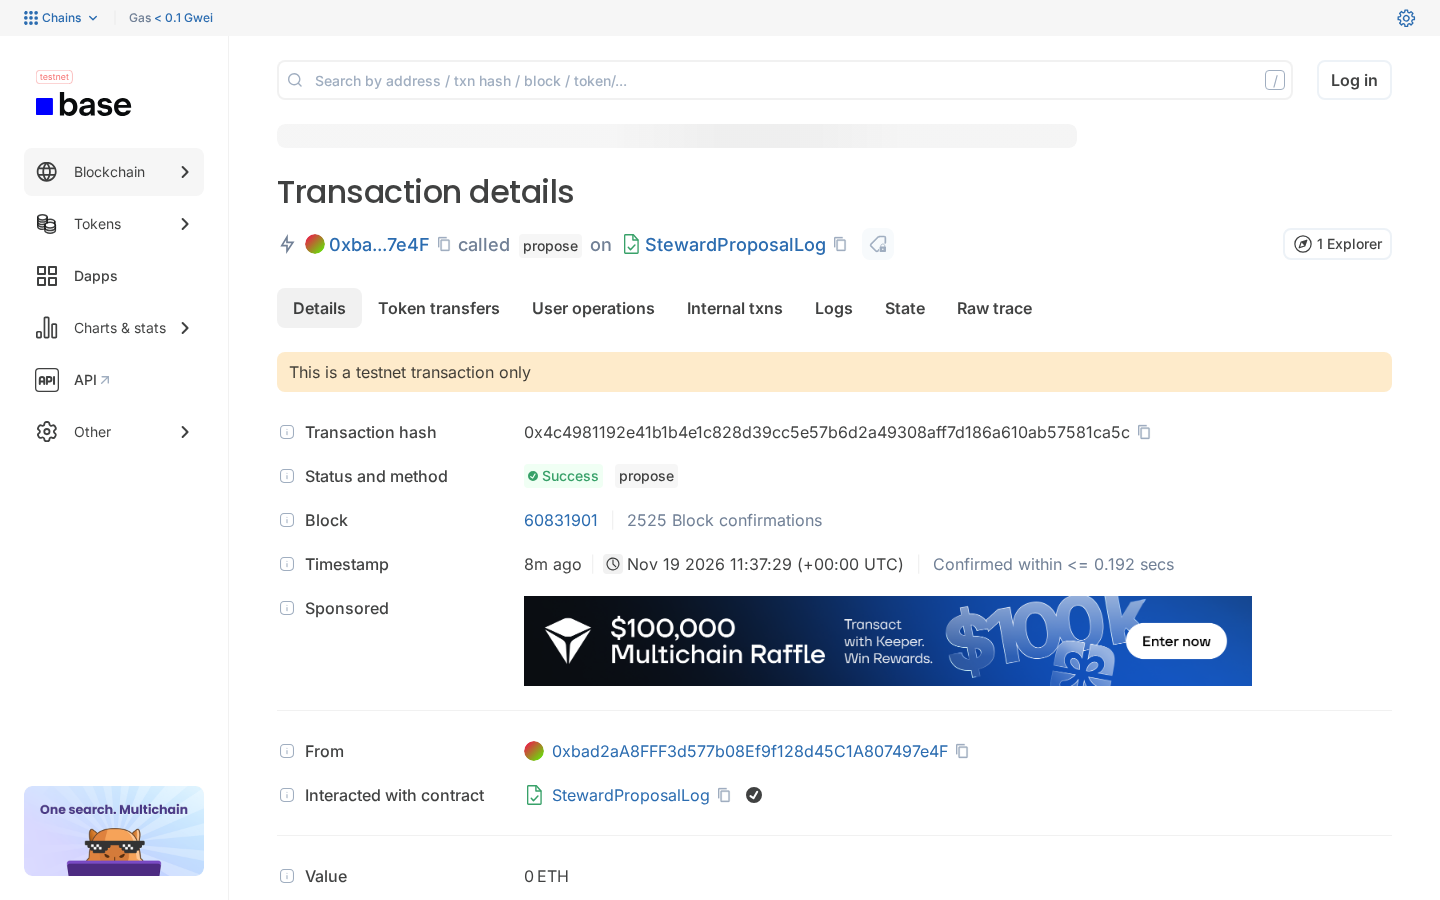 Chains
Gas < 0.1 Gwei
testnet
base
Search by address / txn hash / block / token/... /
Log in
Blockchain
Tokens
Dapps
Charts & stats
API
Other
One search. Multichain
Transaction details
0xba...7e4F called propose on StewardProposalLog
1 Explorer
Details Token transfers User operations Internal txns Logs State Raw trace
This is a testnet transaction only
Transaction hash 0x4c4981192e41b1b4e1c828d39cc5e57b6d2a49308aff7d186a610ab57581ca5c
Status and method Success propose
Block 60831901 2525 Block confirmations
Timestamp 8m ago Nov 19 2026 11:37:29 (+00:00 UTC) Confirmed within <= 0.192 secs
Sponsored
$100,000
Multichain Raffle
Transact
with Keeper.
Win Rewards.
$100k
Enter now
From 0xbad2aA8FFF3d577b08Ef9f128d45C1A807497e4F
Interacted with contract StewardProposalLog
Value 0 ETH